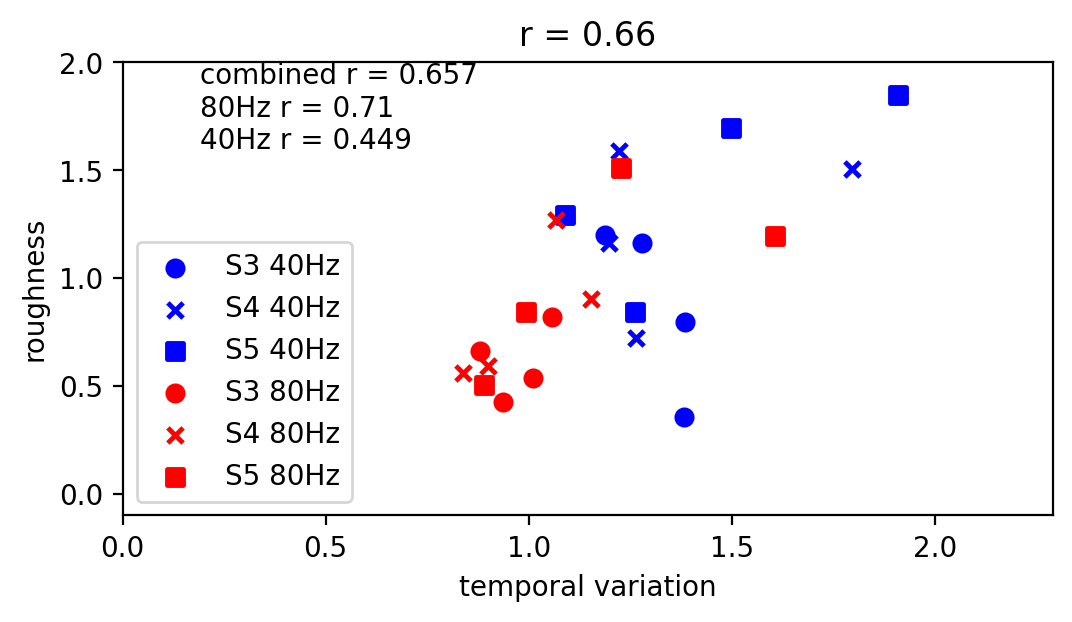 r = 0.66
combined r = 0.657
80Hz r = 0.71
40Hz r = 0.449
2.0
1.5
1.0
0.5
0.0
roughness
S3 40Hz
S4 40Hz
S5 40Hz
S3 80Hz
S4 80Hz
S5 80Hz
0.0 0.5 1.0 1.5 2.0
temporal variation